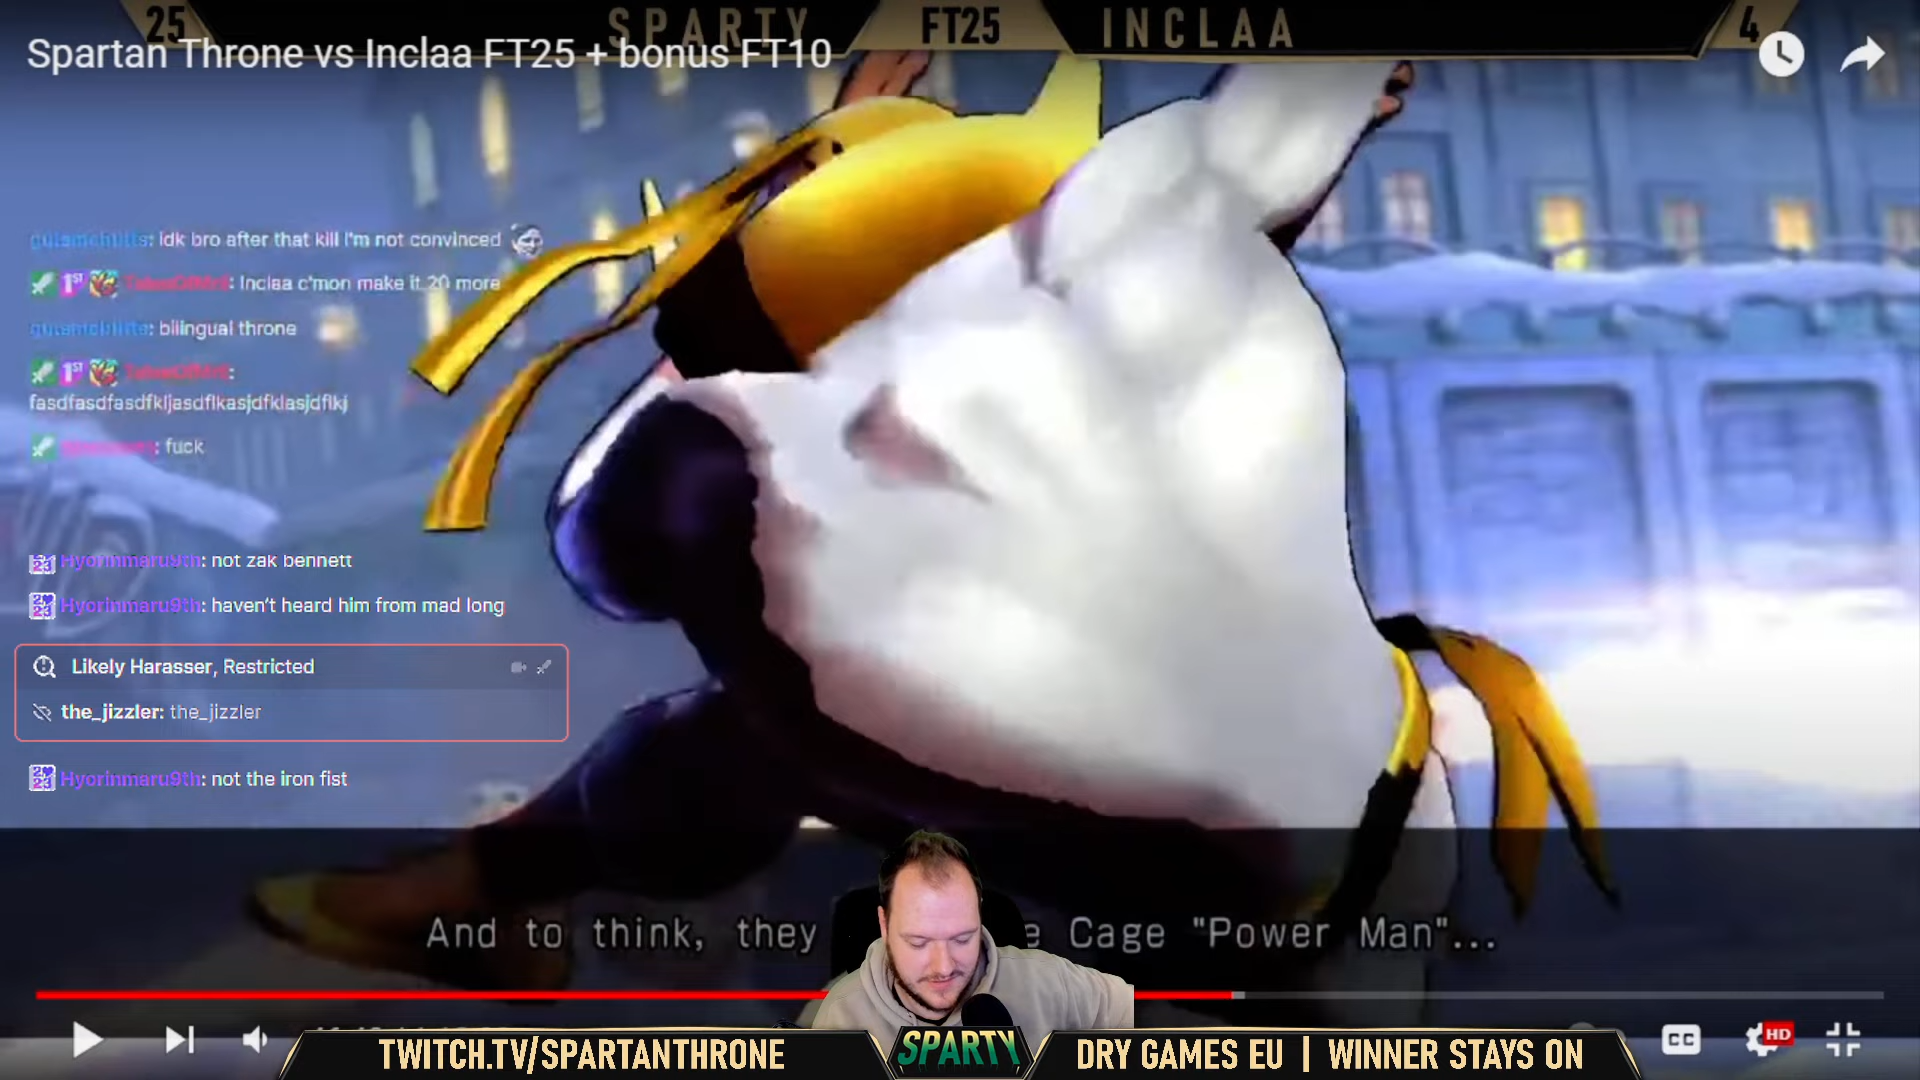 25 SPARTY FT25 INCLAA 4
Spartan Throne vs Inclaa FT25 + bonus FT10
idk bro after that kill I'm not convinced
1ST : Inclaa c'mon make it 20 more
: bilingual throne
1ST :
fasdfasdfasdfkljasdflkasjdfklasjdflkj
: fuck
Hyorinmaru9th: not zak bennett
Hyorinmaru9th: haven't heard him from mad long
Likely Harasser, Restricted
the_jizzler: the_jizzler
Hyorinmaru9th: not the iron fist
And to think, they e Cage "Power Man"...
CC HD
TWITCH.TV/SPARTANTHRONE SPARTY DRY GAMES EU | WINNER STAYS ON